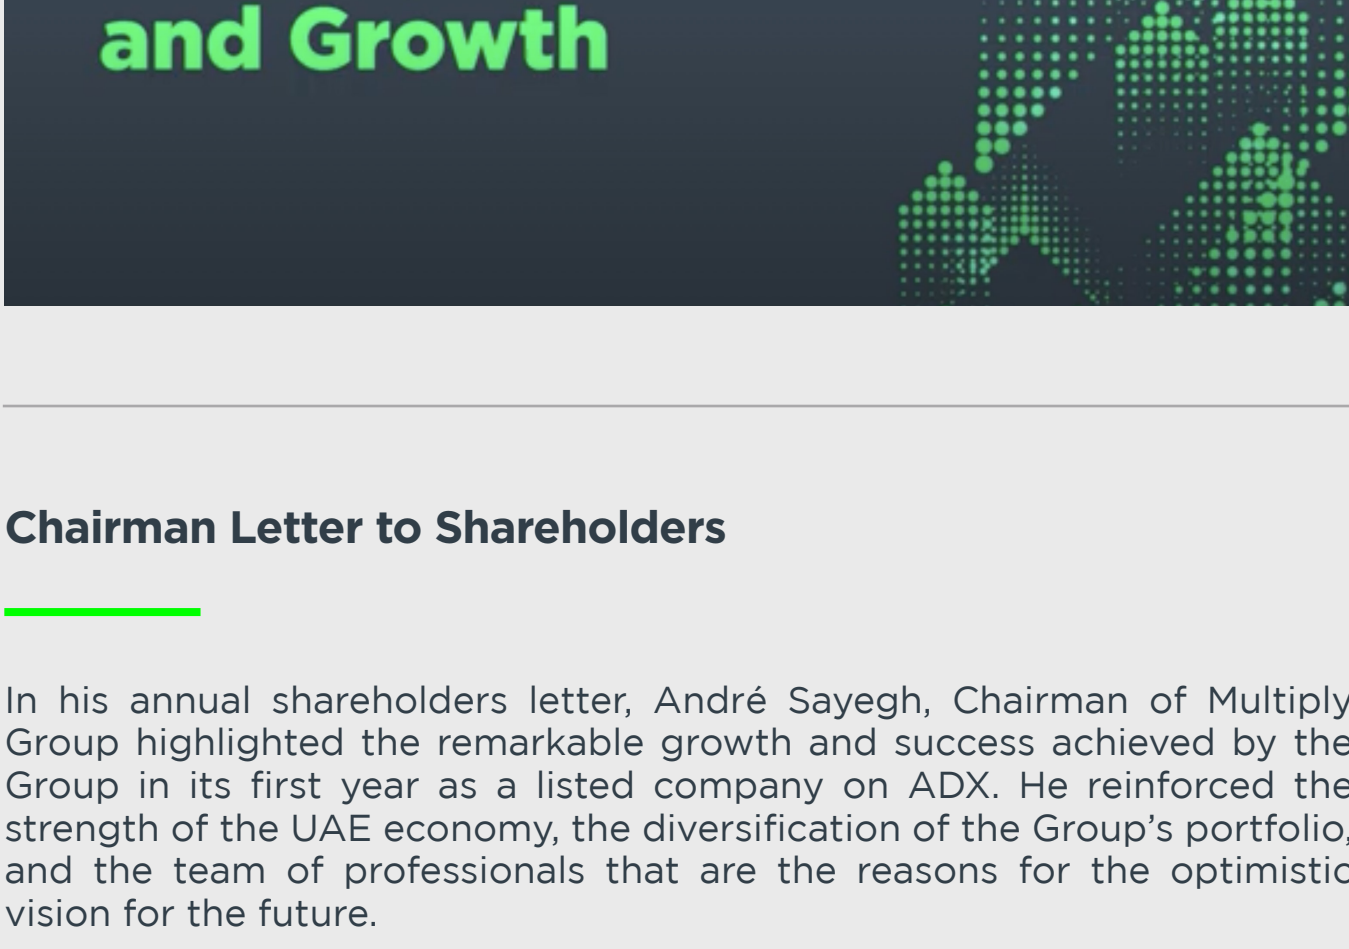 and Growth
Chairman Letter to Shareholders
In his annual shareholders letter, André Sayegh, Chairman of Multiply
Group highlighted the remarkable growth and success achieved by the
Group in its first year as a listed company on ADX. He reinforced the
strength of the UAE economy, the diversification of the Group’s portfolio,
and the team of professionals that are the reasons for the optimistic
vision for the future.